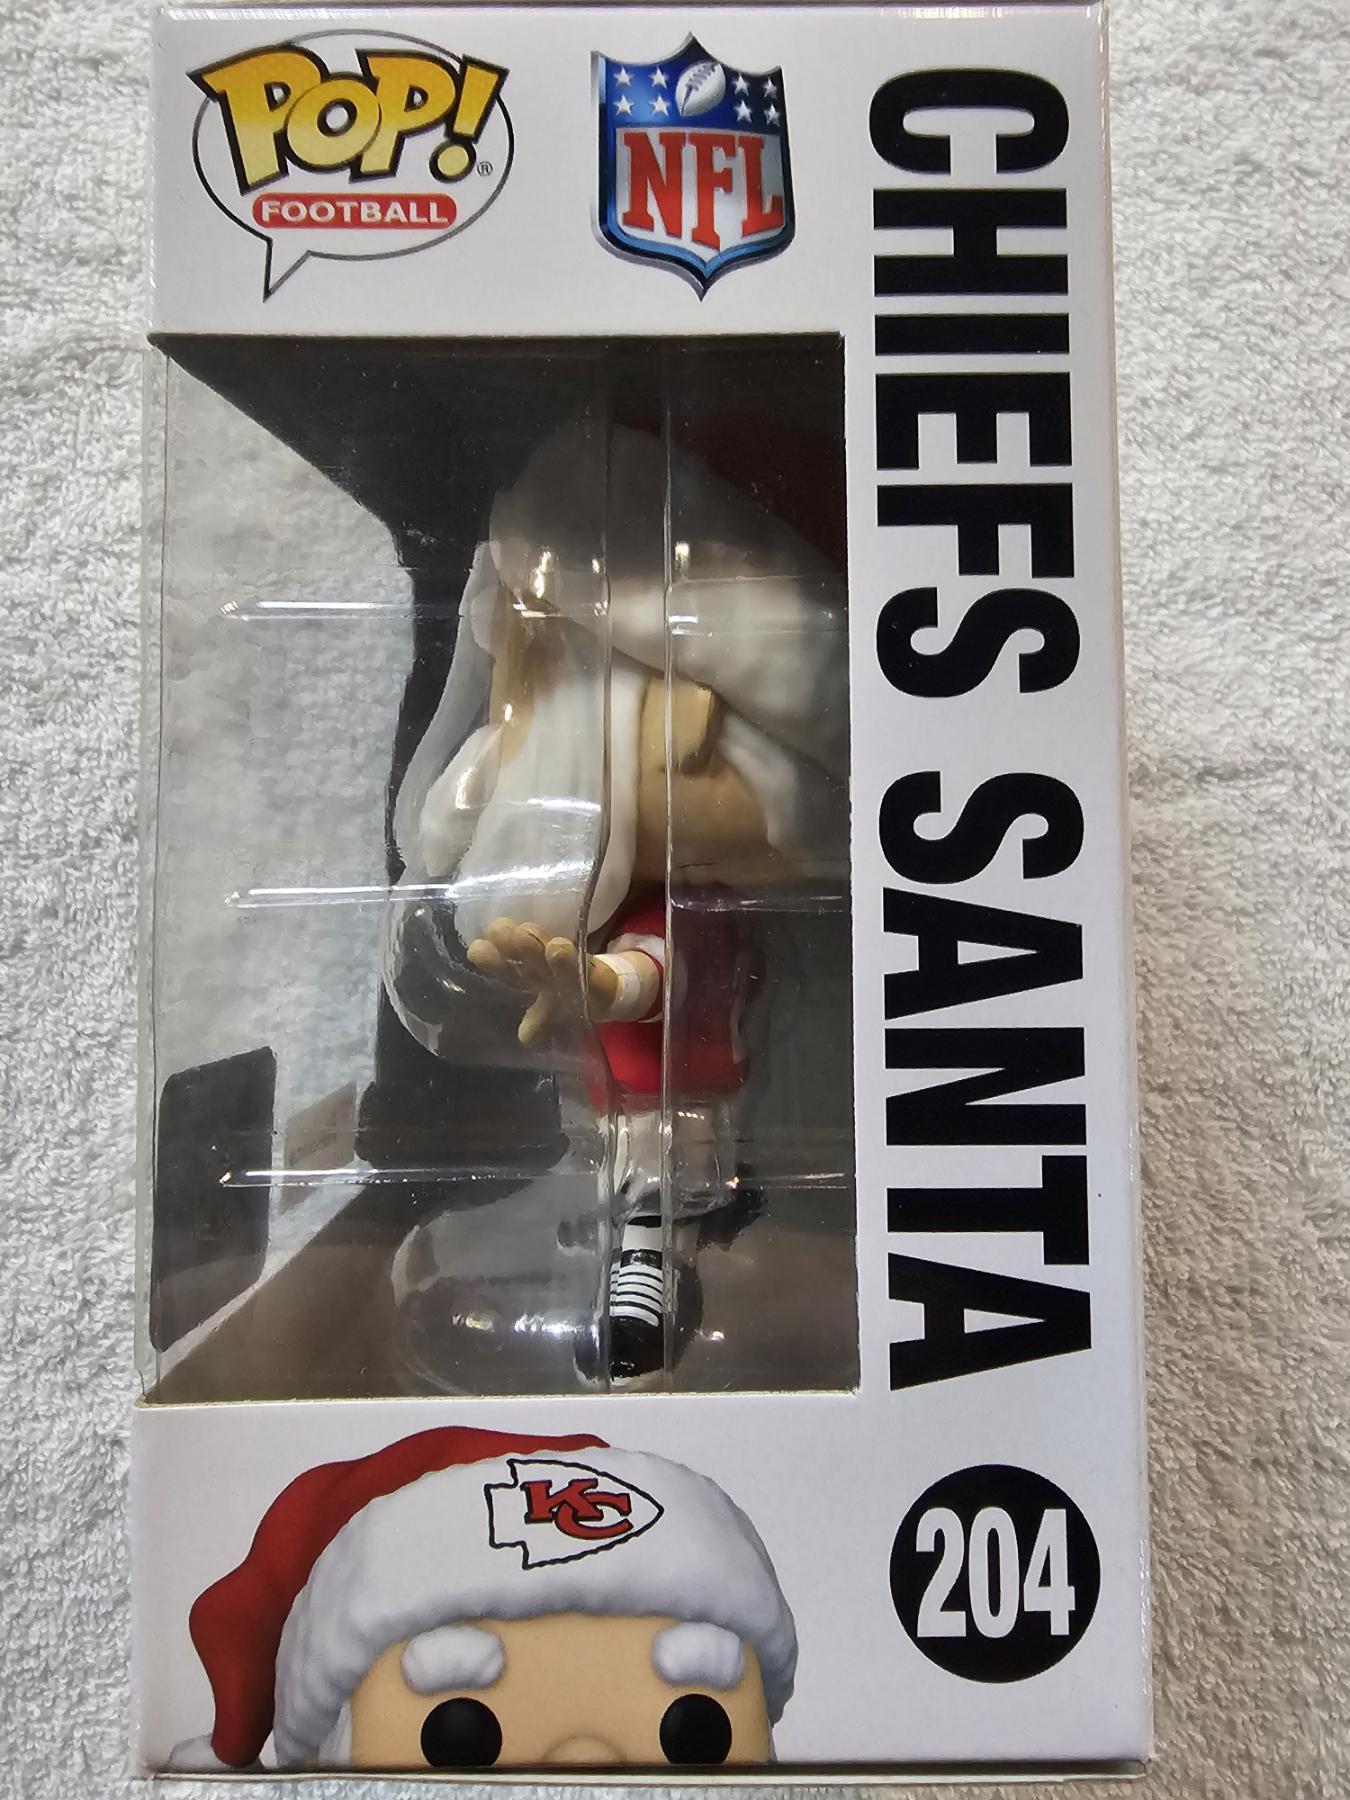 POP!®
FOOTBALL
NFL
CHIEFS SANTA
204
KC